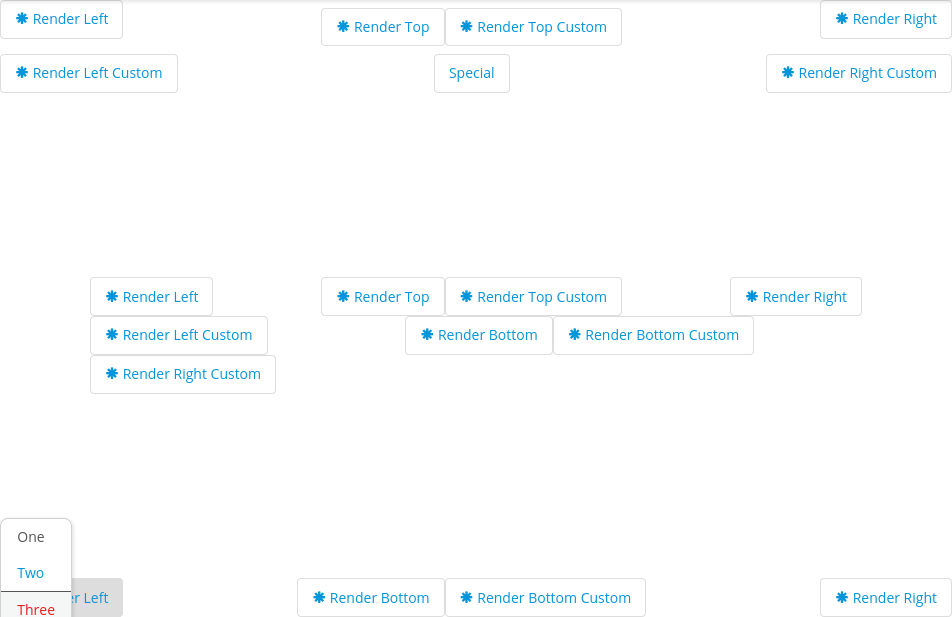 Render Left
Render Top
Render Top Custom
Render Right
Render Left Custom
Special
Render Right Custom
Render Left
Render Top
Render Top Custom
Render Right
Render Left Custom
Render Bottom
Render Bottom Custom
Render Right Custom
One
Two
Three
er Left
Render Bottom
Render Bottom Custom
Render Right